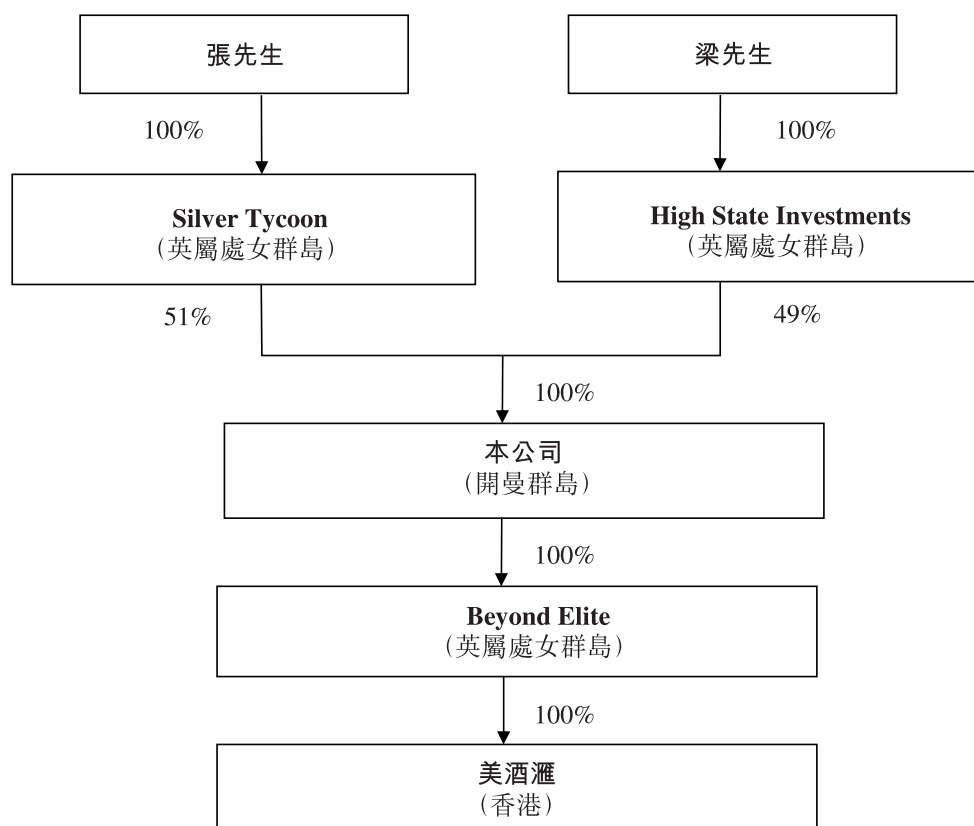 張先生
梁先生
100%
100%
Silver Tycoon
（英屬處女群島）
High State Investments
（英屬處女群島）
51%
49%
100%
本公司
（開曼群島）
100%
Beyond Elite
（英屬處女群島）
100%
美酒滙
（香港）